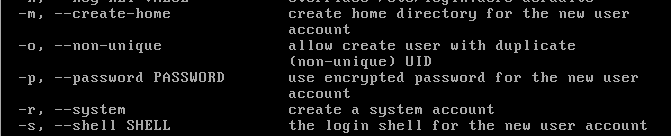 -m, --create-home             create home directory for the new user
                              account
-o, --non-unique              allow create user with duplicate
                              (non-unique) UID
-p, --password PASSWORD       use encrypted password for the new user
                              account
-r, --system                  create a system account
-s, --shell SHELL             the login shell for the new user account